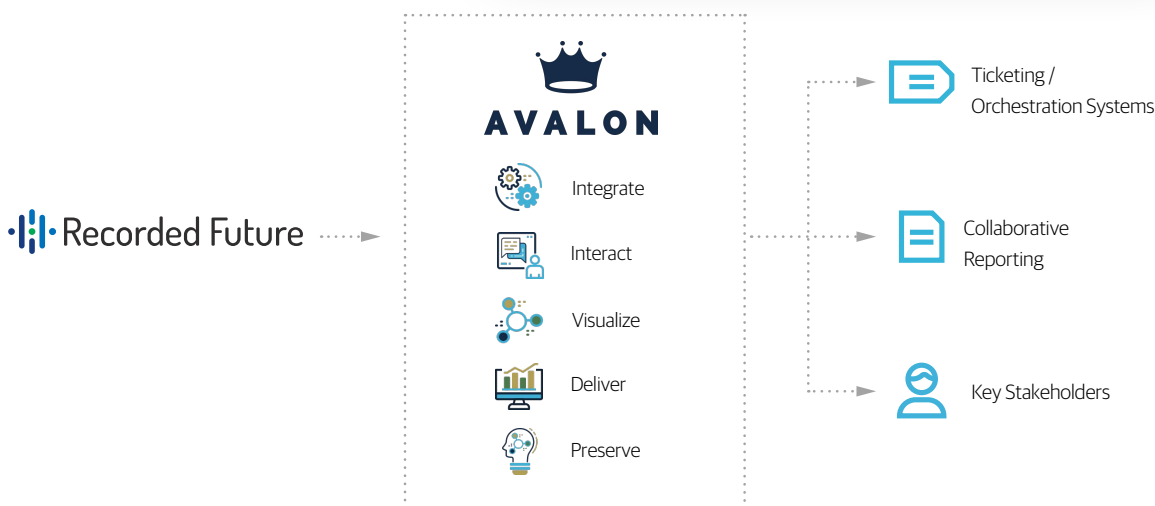 Recorded Future
AVALON
Integrate
Interact
Visualize
Deliver
Preserve
Ticketing /
Orchestration Systems
Collaborative
Reporting
Key Stakeholders